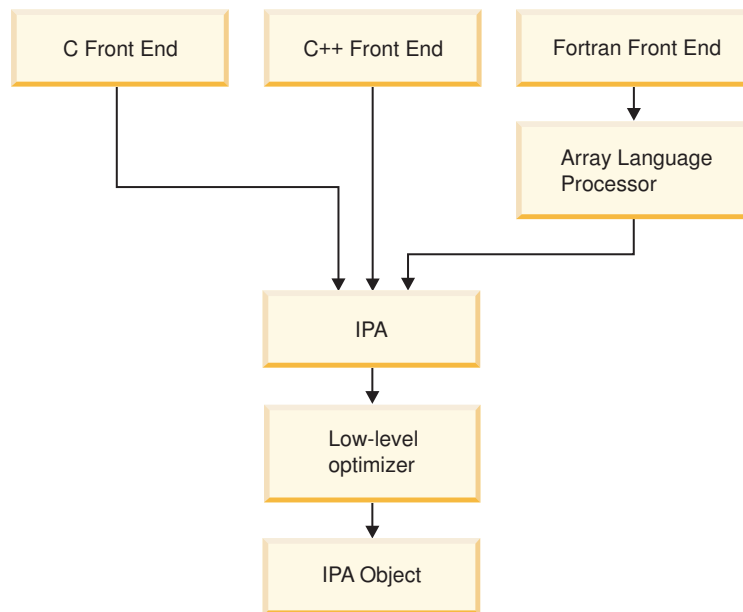 C Front End
C++ Front End
Fortran Front End
Array Language
Processor
IPA
Low-level
optimizer
IPA Object